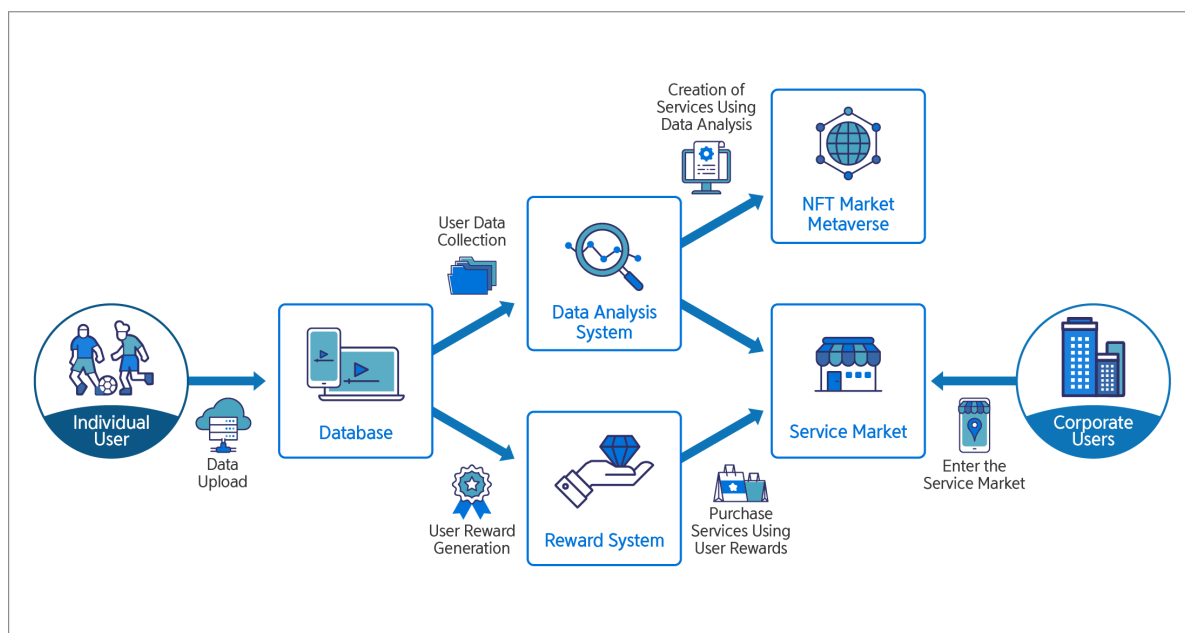 Creation of
Services Using
Data Analysis
NFT Market
Metaverse
User Data
Collection
Data Analysis
System
Individual
User
Data
Upload
Database
Service Market
Corporate
Users
Enter the
Service Market
User Reward
Generation
Reward System
Purchase
Services Using
User Rewards